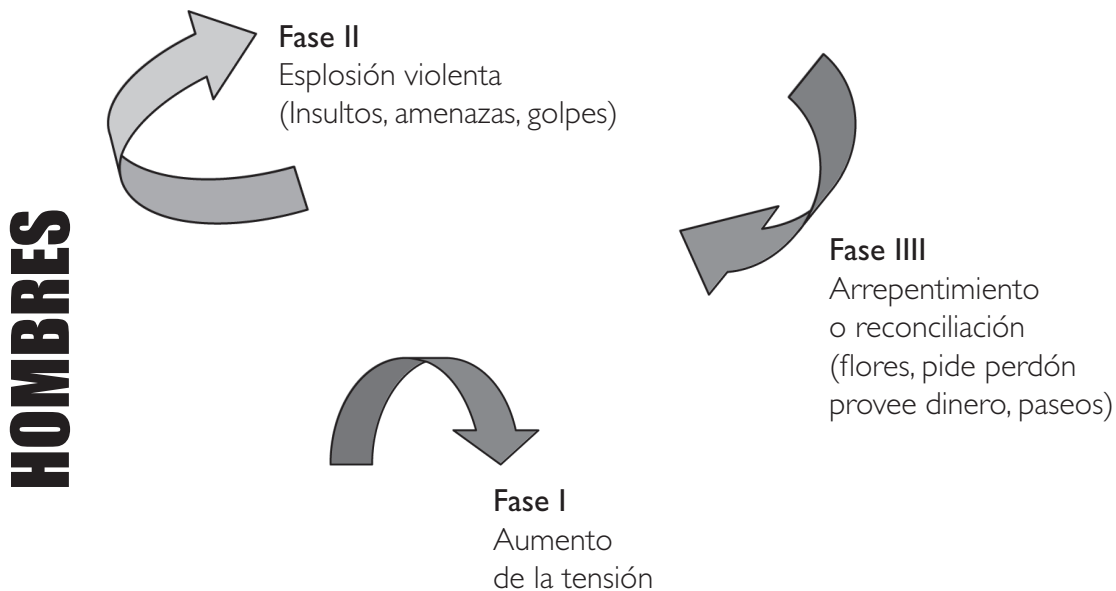 HOMBRES
Fase II
Esplosión violenta
(Insultos, amenazas, golpes)
Fase IIII
Arrepentimiento
o reconciliación
(flores, pide perdón
provee dinero, paseos)
Fase I
Aumento
de la tensión